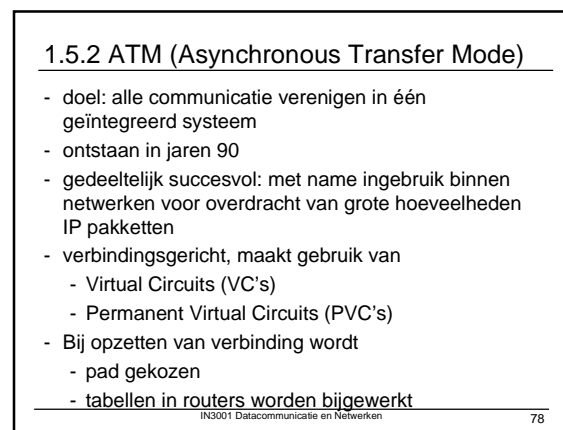 1.5.2 ATM (Asynchronous Transfer Mode)
- doel: alle communicatie verenigen in één
geïntegreerd systeem
- ontstaan in jaren 90
- gedeeltelijk succesvol: met name ingebruik binnen
netwerken voor overdracht van grote hoeveelheden
IP pakketten
- verbindingsgericht, maakt gebruik van
- Virtual Circuits (VC's)
- Permanent Virtual Circuits (PVC's)
- Bij opzetten van verbinding wordt
- pad gekozen
- tabellen in routers worden bijgewerkt
IN3001 Datacommunicatie en Netwerken
78